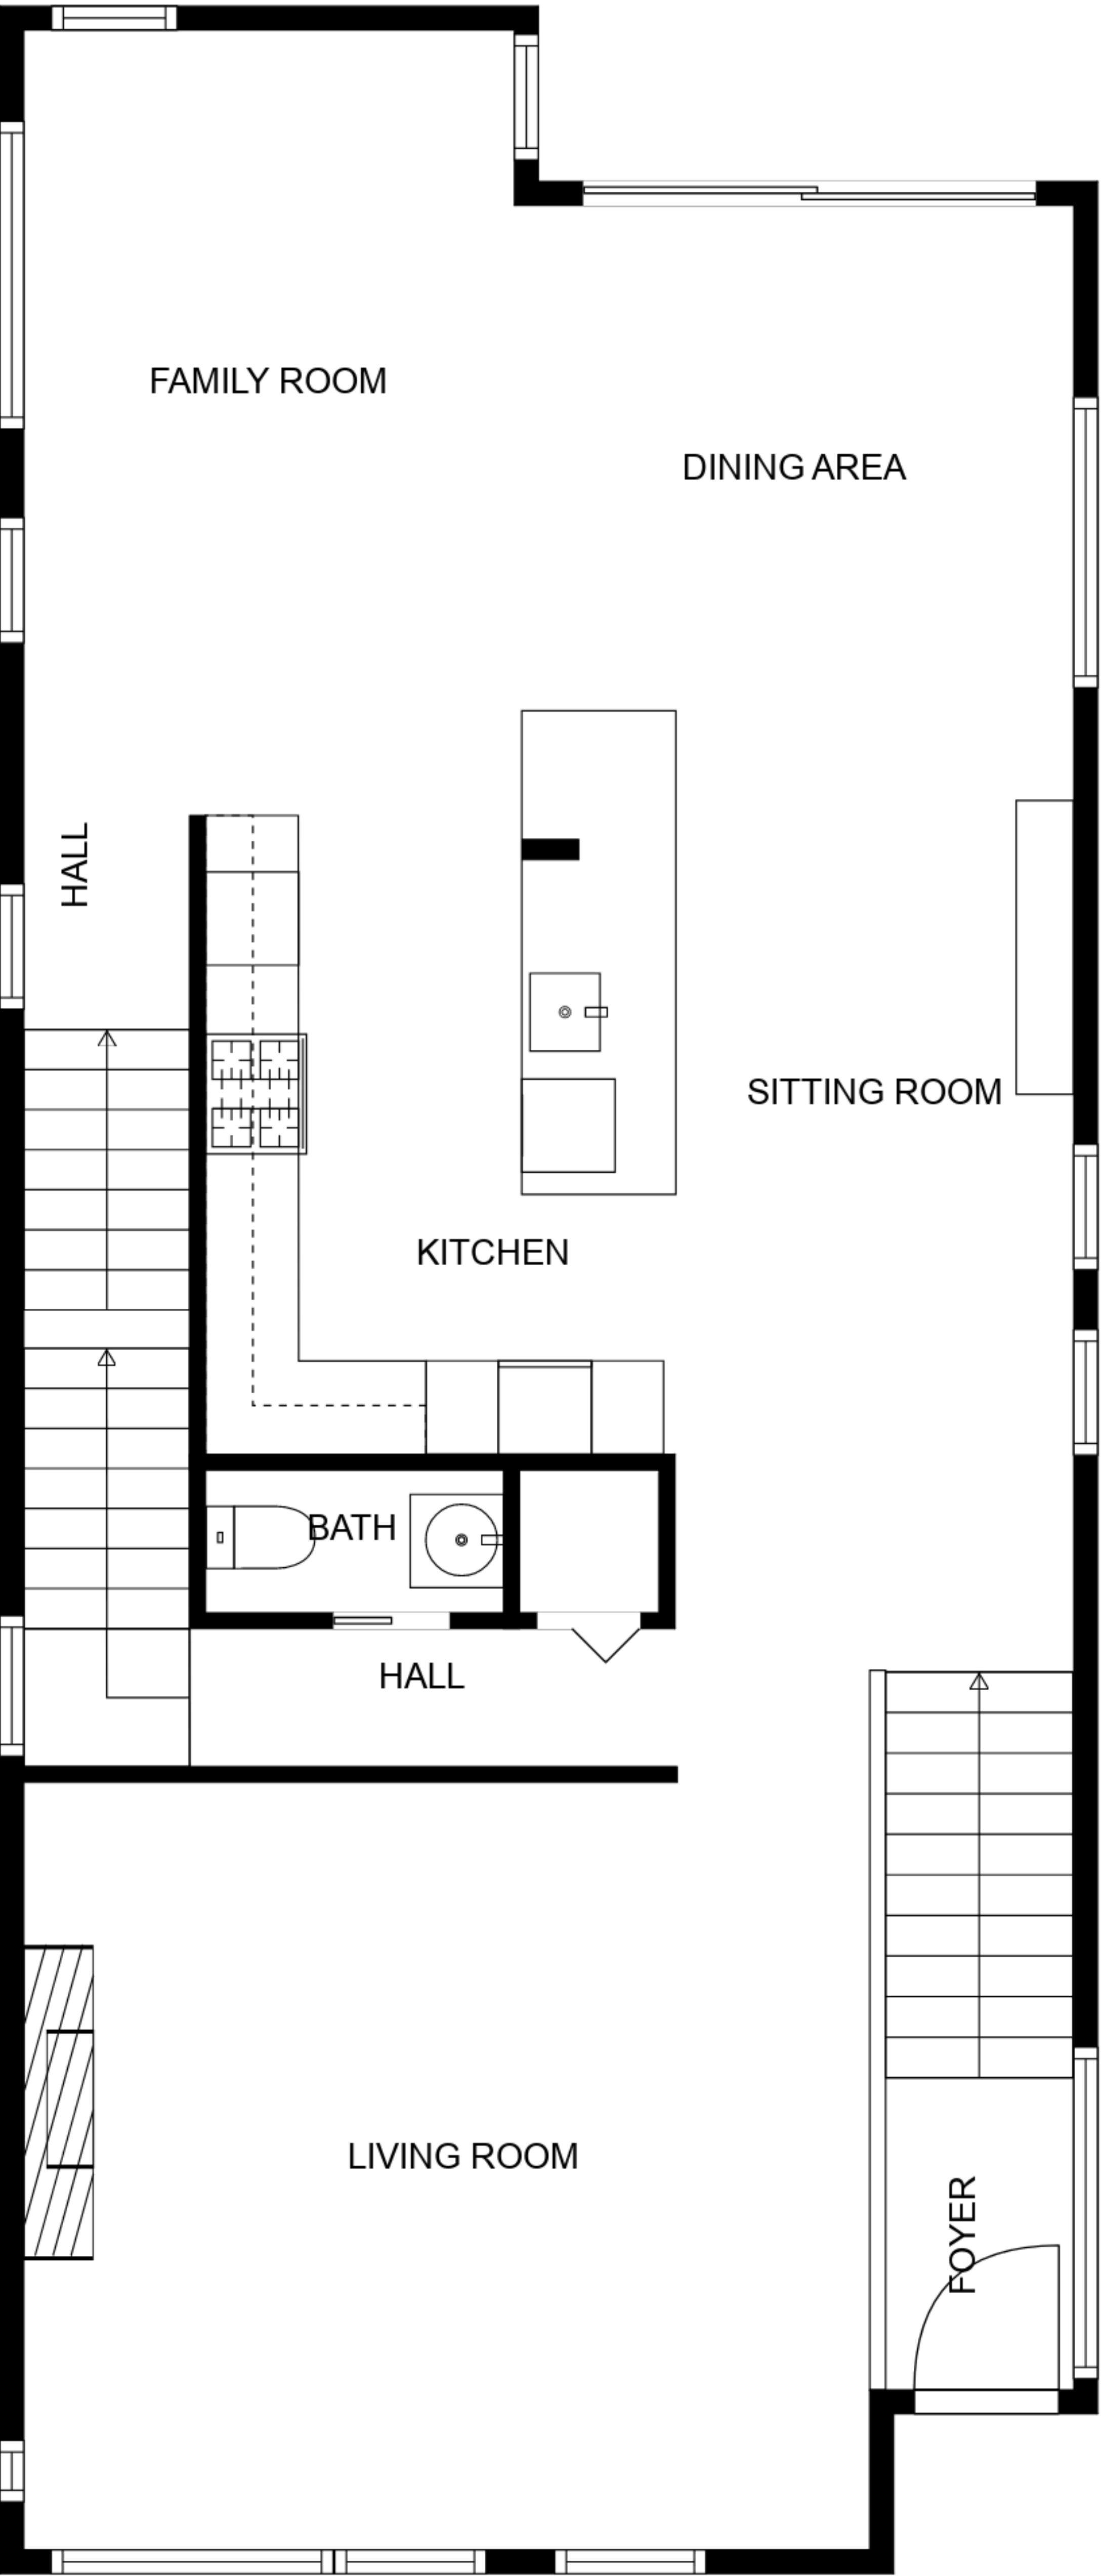 FAMILY ROOM
DINING AREA
HALL
SITTING ROOM
KITCHEN
BATH
HALL
LIVING ROOM
FOYER